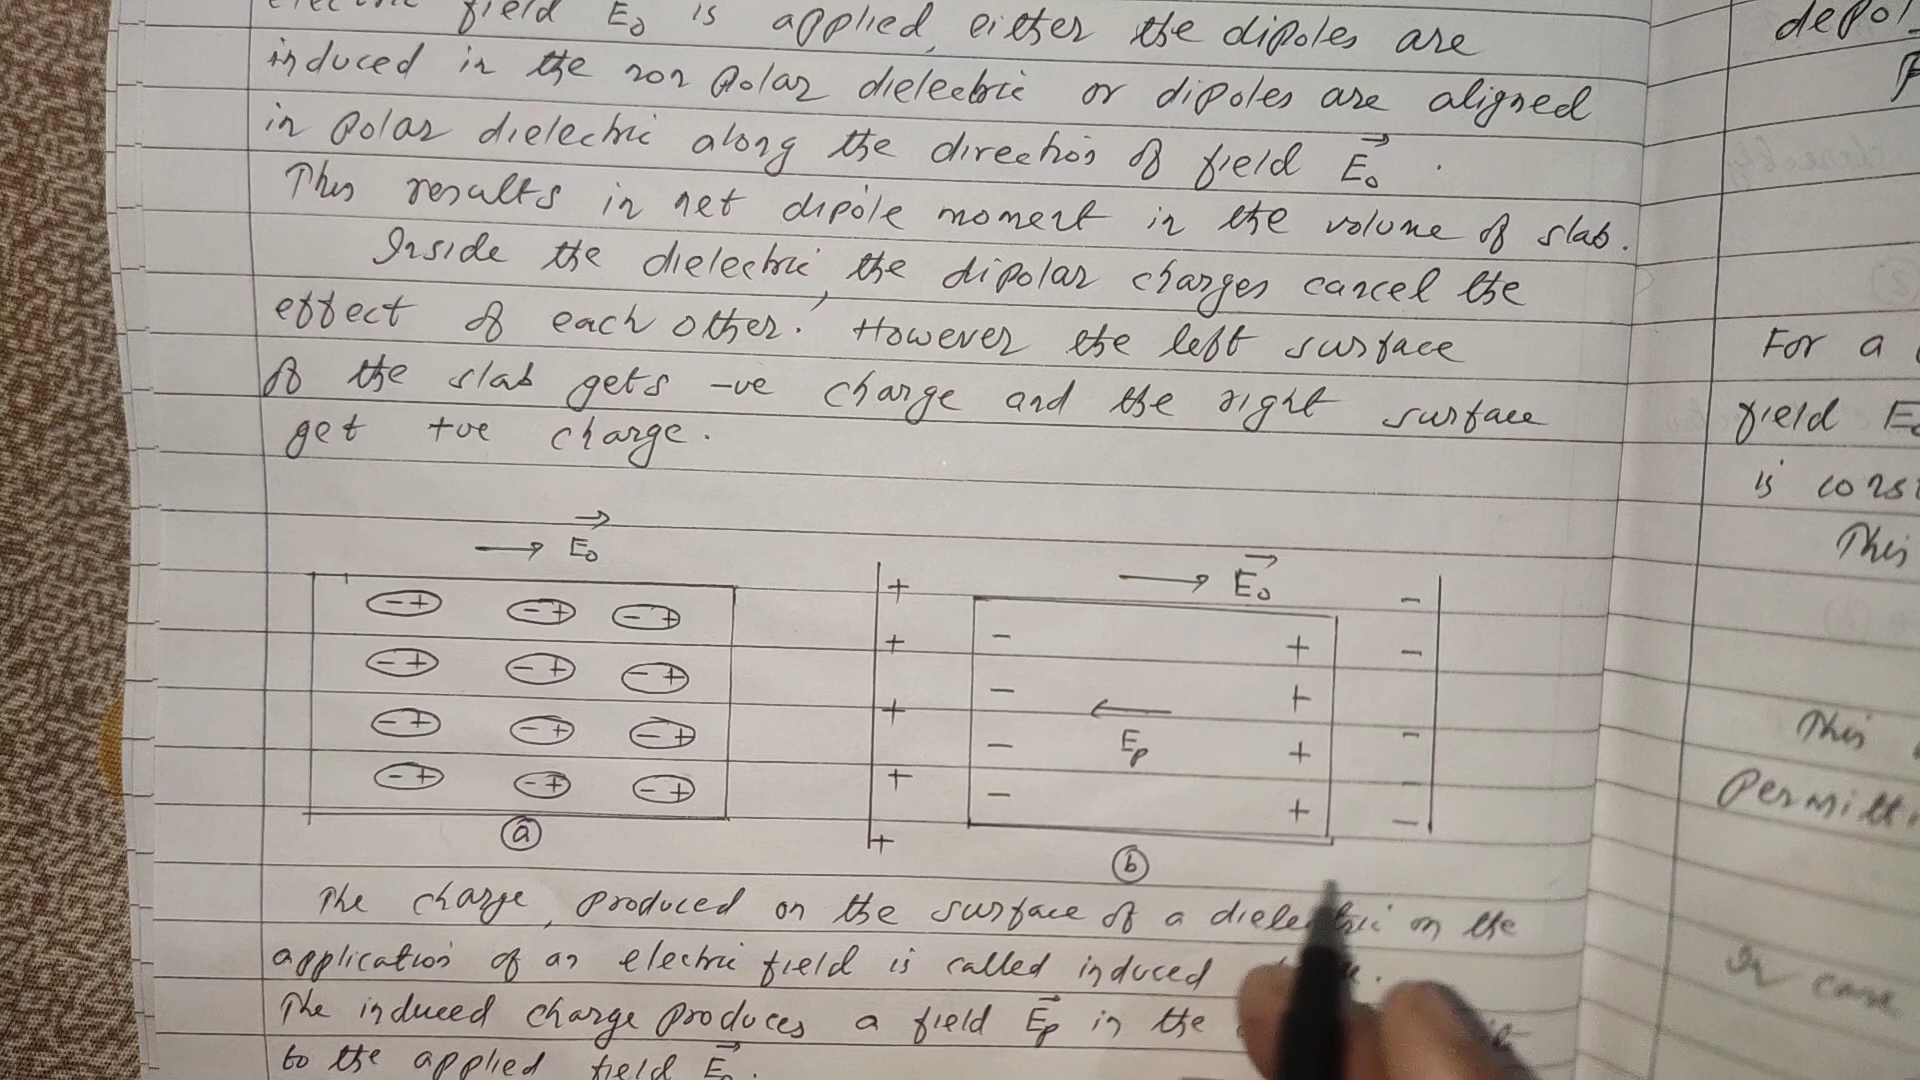 electric field E₀ is applied, either the dipoles are
induced in the non polar dielectric or dipoles are aligned
in polar dielectric along the direction of field E₀ .
This results in net dipole moment in the volume of slab.
Inside the dielectric, the dipolar charges cancel the
effect of each other. However the left surface
of the slab gets -ve charge and the right surface
get +ve charge.
→ E₀
- + - + - +
- + - + - +
- + - + - +
- + - + - +
ⓐ
→ E₀
+ - + -
+ - + -
+ - + -
+ - + -
+ -
← Ep
ⓑ
The charge, produced on the surface of a dielectric on the
application of an electric field is called induced
The induced charge produces a field Ep in the
to the applied field E₀.
depol
For a
field E₀
is const
This
This
Permitti
In case